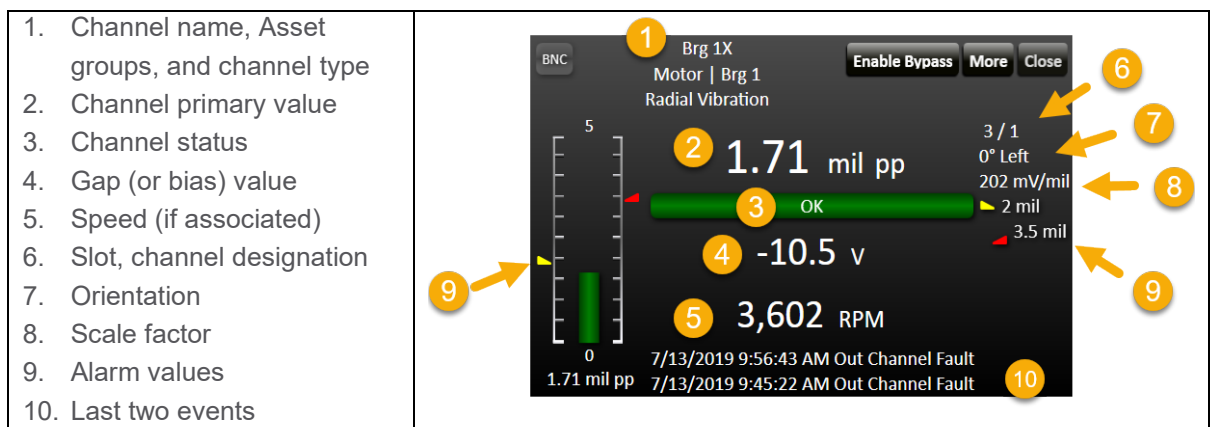 1. Channel name, Asset
groups, and channel type
2. Channel primary value
3. Channel status
4. Gap (or bias) value
5. Speed (if associated)
6. Slot, channel designation
7. Orientation
8. Scale factor
9. Alarm values
10. Last two events
BNC
1
Brg 1X
Motor | Brg 1
Radial Vibration
Enable Bypass
More
Close
6
5
3 / 1
7
2
1.71 mil pp
0° Left
202 mV/mil
8
3
OK
2 mil
3.5 mil
4
-10.5 V
9
9
5
3,602 RPM
0
1.71 mil pp
7/13/2019 9:56:43 AM Out Channel Fault
7/13/2019 9:45:22 AM Out Channel Fault
10